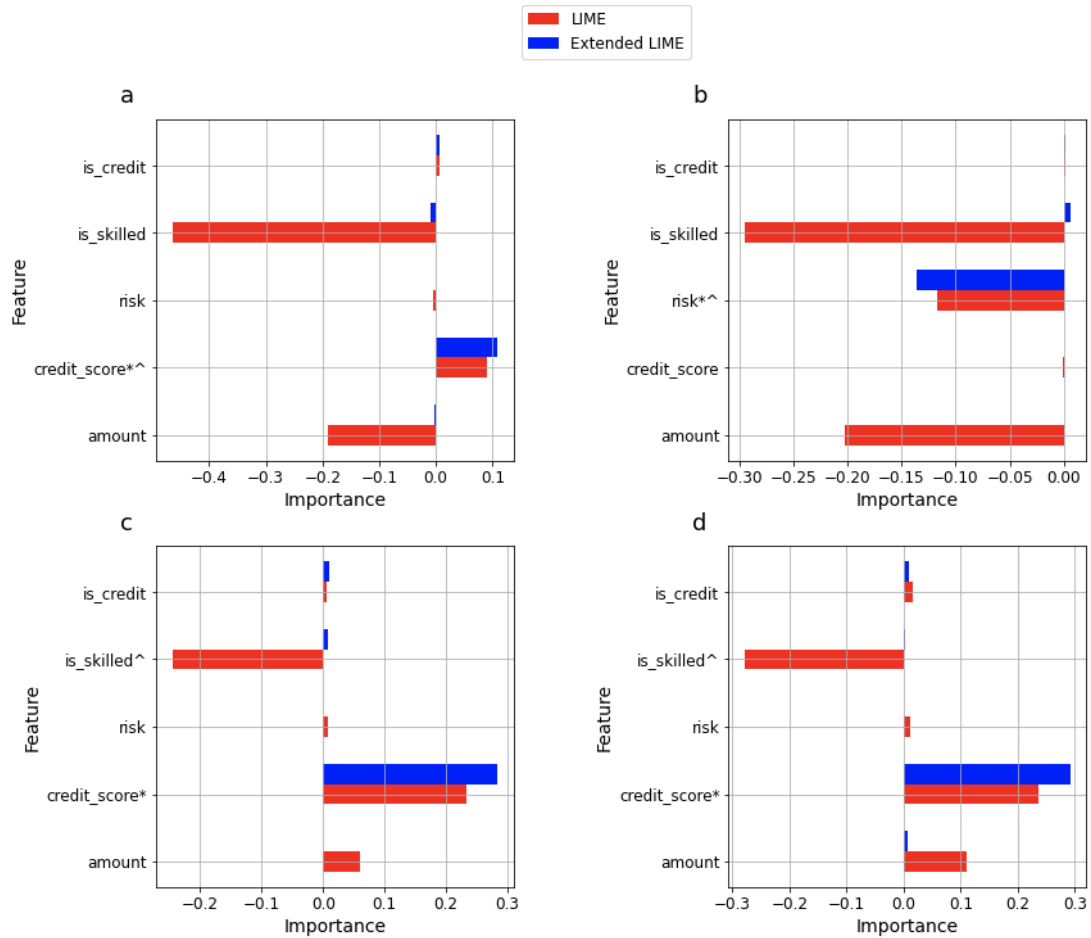 LIME
Extended LIME
a
is_credit
is_skilled
risk
credit_score*^
amount
Feature
−0.4 −0.3 −0.2 −0.1 0.0 0.1
Importance
b
is_credit
is_skilled
risk*^
credit_score
amount
Feature
−0.30 −0.25 −0.20 −0.15 −0.10 −0.05 0.00
Importance
c
is_credit
is_skilled^
risk
credit_score*
amount
Feature
−0.2 −0.1 0.0 0.1 0.2 0.3
Importance
d
is_credit
is_skilled^
risk
credit_score*
amount
Feature
−0.3 −0.2 −0.1 0.0 0.1 0.2 0.3
Importance